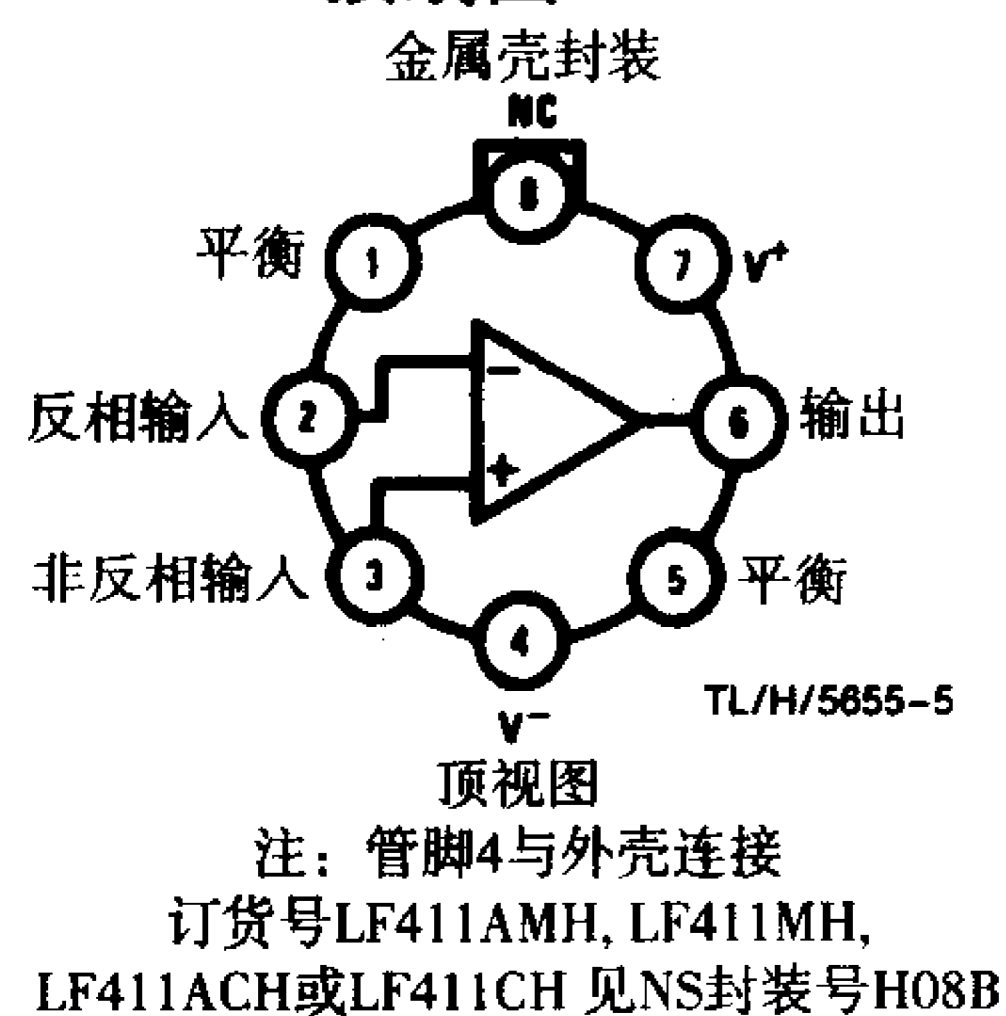 金属壳封装
NC
8
平衡 1 7 V+
反相输入 2 − 6 输出
+
非反相输入 3 5 平衡
4
TL/H/5655-5
V−
顶视图
注：管脚4与外壳连接
订货号LF411AMH, LF411MH,
LF411ACH或LF411CH 见NS封装号H08B